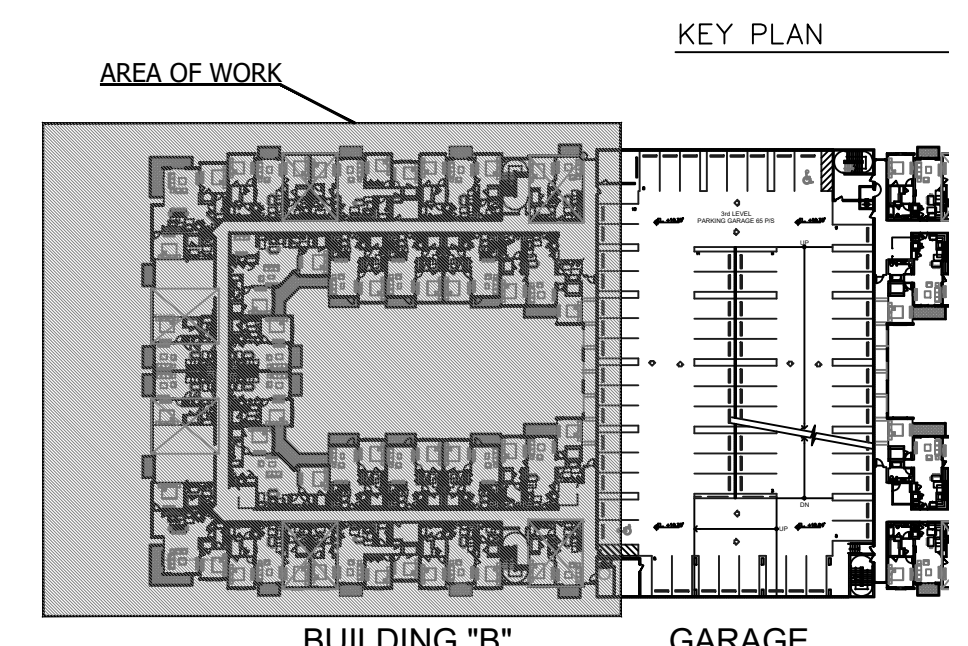 KEY PLAN
AREA OF WORK
3rd LEVEL
PARKING GARAGE 65 P/S
UP
DN
UP
BUILDING "B"
GARAGE